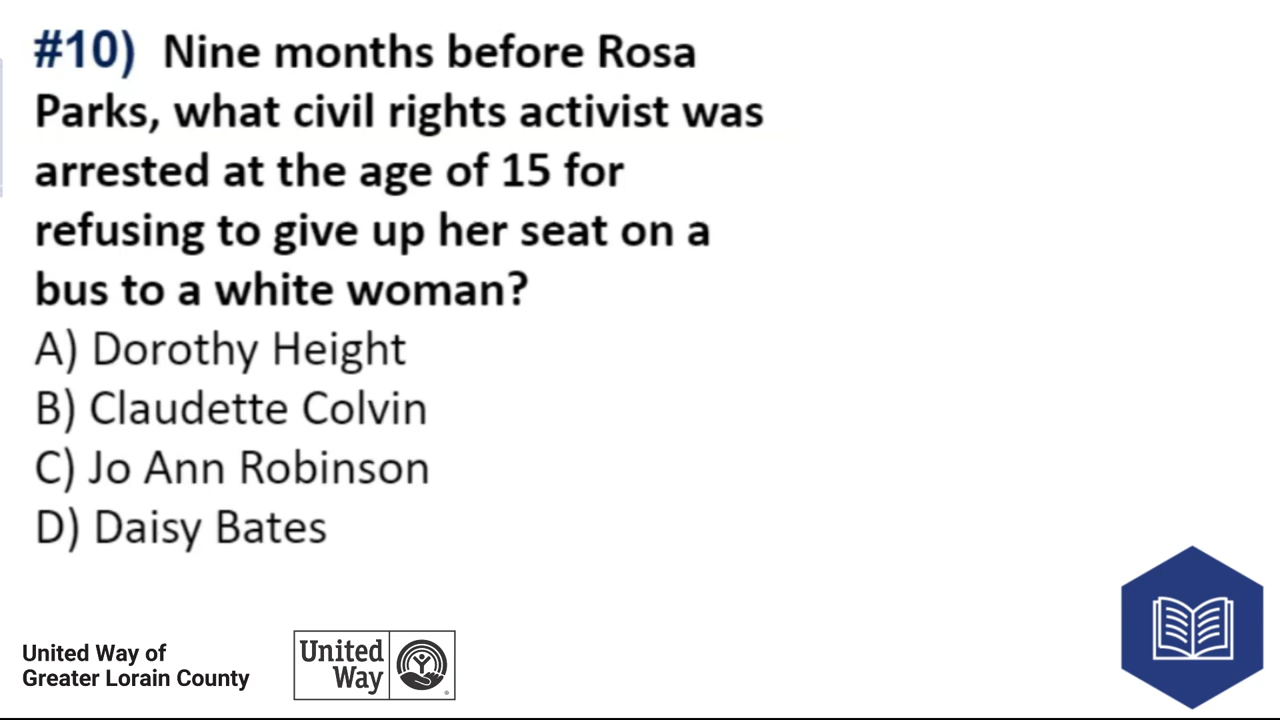 #10) Nine months before Rosa
Parks, what civil rights activist was
arrested at the age of 15 for
refusing to give up her seat on a
bus to a white woman?
A) Dorothy Height
B) Claudette Colvin
C) Jo Ann Robinson
D) Daisy Bates
United Way of
Greater Lorain County
United
Way